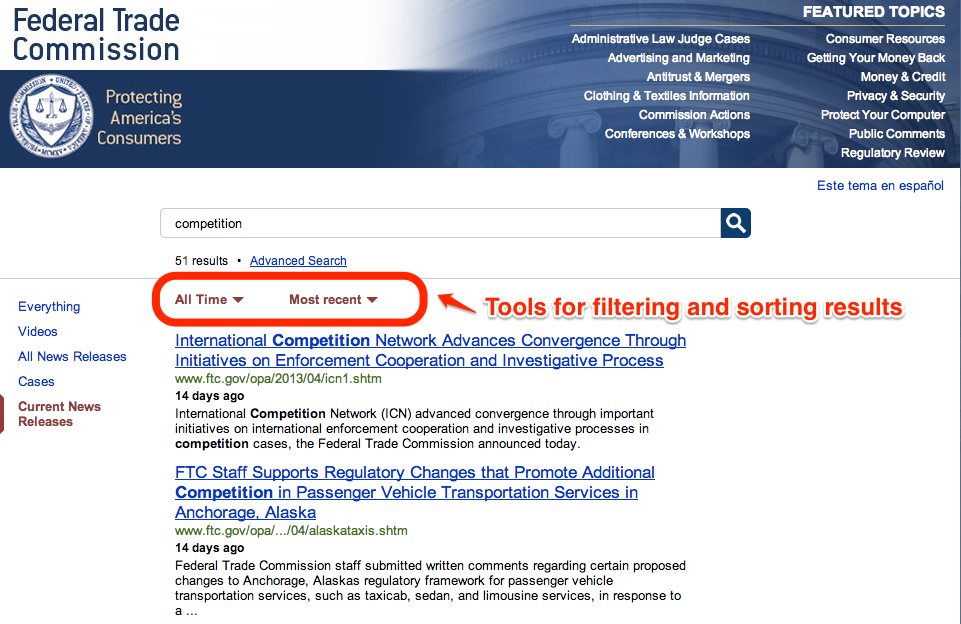 Federal Trade
Commission
Protecting
America's
Consumers
FEATURED TOPICS
Administrative Law Judge Cases
Advertising and Marketing
Antitrust & Mergers
Clothing & Textiles Information
Commission Actions
Conferences & Workshops
Consumer Resources
Getting Your Money Back
Money & Credit
Privacy & Security
Protect Your Computer
Public Comments
Regulatory Review
Este tema en español
competition
51 results • Advanced Search
Everything
Videos
All News Releases
Cases
Current News
Releases
All Time Most recent
Tools for filtering and sorting results
International Competition Network Advances Convergence Through
Initiatives on Enforcement Cooperation and Investigative Process
www.ftc.gov/opa/2013/04/icn1.shtm
14 days ago
International Competition Network (ICN) advanced convergence through important
initiatives on international enforcement cooperation and investigative processes in
competition cases, the Federal Trade Commission announced today.
FTC Staff Supports Regulatory Changes that Promote Additional
Competition in Passenger Vehicle Transportation Services in
Anchorage, Alaska
www.ftc.gov/opa/.../04/alaskataxis.shtm
14 days ago
Federal Trade Commission staff submitted written comments regarding certain proposed
changes to Anchorage, Alaskas regulatory framework for passenger vehicle
transportation services, such as taxicab, sedan, and limousine services, in response to
a ...